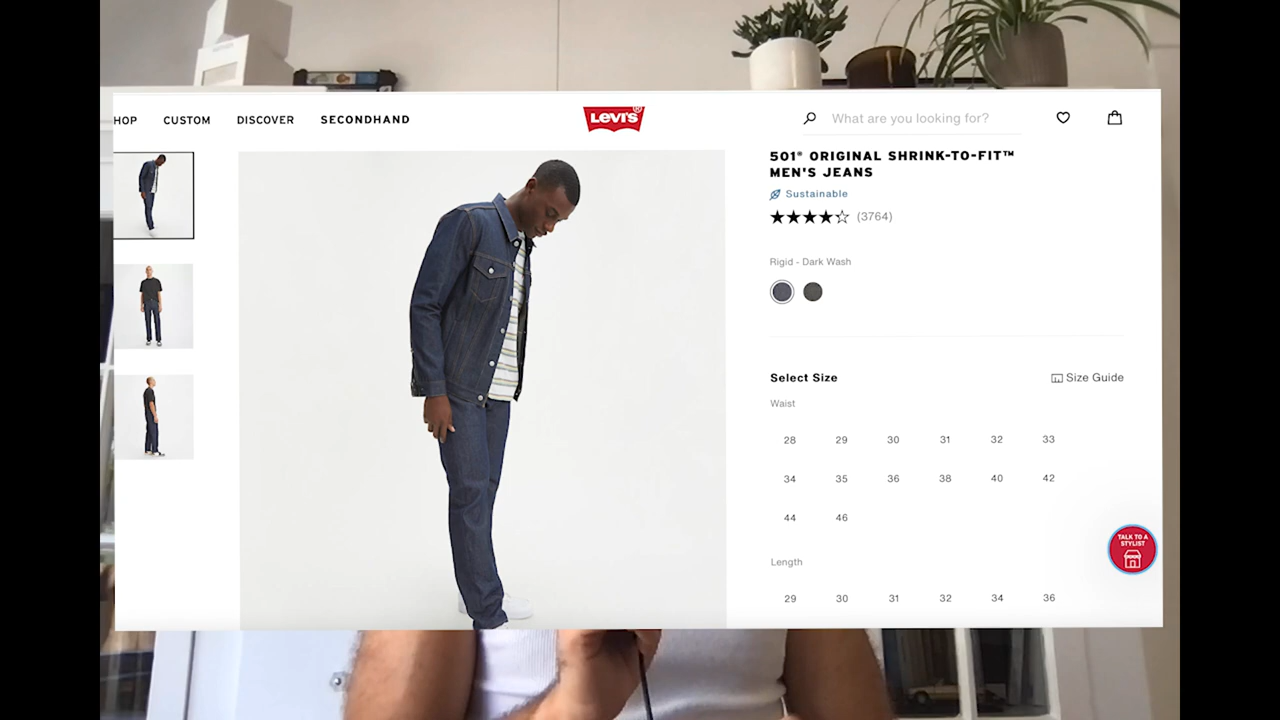 HOP
CUSTOM
DISCOVER
SECONDHAND
LEVI'S®
What are you looking for?
501® ORIGINAL SHRINK-TO-FIT™
MEN'S JEANS
Sustainable
(3764)
Rigid - Dark Wash
Select Size
Size Guide
Waist
28 29 30 31 32 33
34 35 36 38 40 42
44 46
TALK TO A
STYLIST
Length
29 30 31 32 34 36